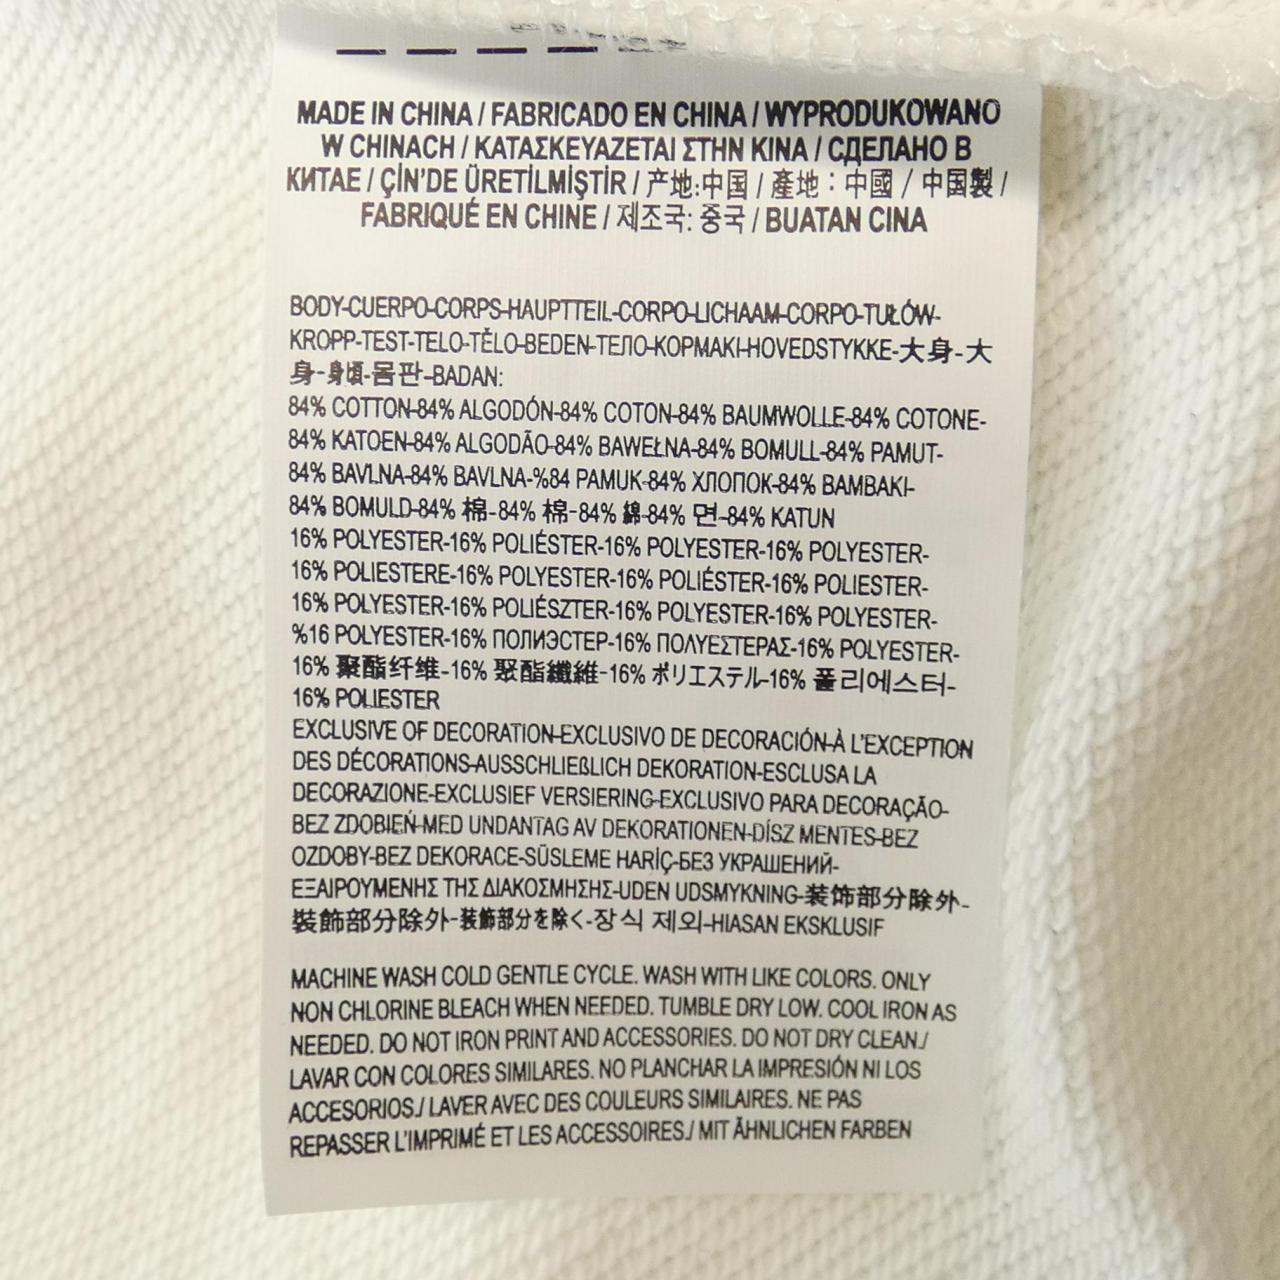 MADE IN CHINA / FABRICADO EN CHINA / WYPRODUKOWANO
W CHINACH / ΚΑΤΑΣΚΕΥΑΖΕΤΑΙ ΣΤΗΝ ΚΙΝΑ / СДЕЛАНО В
КИТАЕ / ÇİN'DE ÜRETİLMİŞTİR / 产地:中国 / 產地：中國 / 中国製 /
FABRIQUÉ EN CHINE / 제조국: 중국 / BUATAN CINA
BODY-CUERPO-CORPS-HAUPTTEIL-CORPO-LICHAAM-CORPO-TUŁÓW-
KROPP-TEST-TELO-TĚLO-BEDEN-ТЕЛО-ΚΟΡΜΑΚΙ-HOVEDSTYKKE-大身-大
身-身頃-몸판-BADAN:
84% COTTON-84% ALGODÓN-84% COTON-84% BAUMWOLLE-84% COTONE-
84% KATOEN-84% ALGODÃO-84% BAWEŁNA-84% BOMULL-84% PAMUT-
84% BAVLNA-84% BAVLNA-%84 PAMUK-84% ХЛОПОК-84% ΒΑΜΒΑΚΙ-
84% BOMULD-84% 棉-84% 棉-84% 綿-84% 면-84% KATUN
16% POLYESTER-16% POLIÉSTER-16% POLYESTER-16% POLYESTER-
16% POLIESTERE-16% POLYESTER-16% POLIÉSTER-16% POLIESTER-
16% POLYESTER-16% POLIÉSZTER-16% POLYESTER-16% POLYESTER-
%16 POLYESTER-16% ПОЛИЭСТЕР-16% ΠΟΛΥΕΣΤΕΡΑΣ-16% POLYESTER-
16% 聚酯纤维-16% 聚酯纖維-16% ポリエステル-16% 폴리에스터-
16% POLIESTER
EXCLUSIVE OF DECORATION-EXCLUSIVO DE DECORACIÓN-À L'EXCEPTION
DES DÉCORATIONS-AUSSCHLIEßLICH DEKORATION-ESCLUSA LA
DECORAZIONE-EXCLUSIEF VERSIERING-EXCLUSIVO PARA DECORAÇÃO-
BEZ ZDOBIEŃ-MED UNDANTAG AV DEKORATIONEN-DÍSZ MENTES-BEZ
OZDOBY-BEZ DEKORACE-SÜSLEME HARİÇ-БЕЗ УКРАШЕНИЙ-
ΕΞΑΙΡΟΥΜΕΝΗΣ ΤΗΣ ΔΙΑΚΟΣΜΗΣΗΣ-UDEN UDSMYKNING-装饰部分除外-
裝飾部分除外-装飾部分を除く-장식 제외-HIASAN EKSKLUSIF
MACHINE WASH COLD GENTLE CYCLE. WASH WITH LIKE COLORS. ONLY
NON CHLORINE BLEACH WHEN NEEDED. TUMBLE DRY LOW. COOL IRON AS
NEEDED. DO NOT IRON PRINT AND ACCESSORIES. DO NOT DRY CLEAN./
LAVAR CON COLORES SIMILARES. NO PLANCHAR LA IMPRESIÓN NI LOS
ACCESORIOS./ LAVER AVEC DES COULEURS SIMILAIRES. NE PAS
REPASSER L'IMPRIMÉ ET LES ACCESSOIRES./ MIT ÄHNLICHEN FARBEN